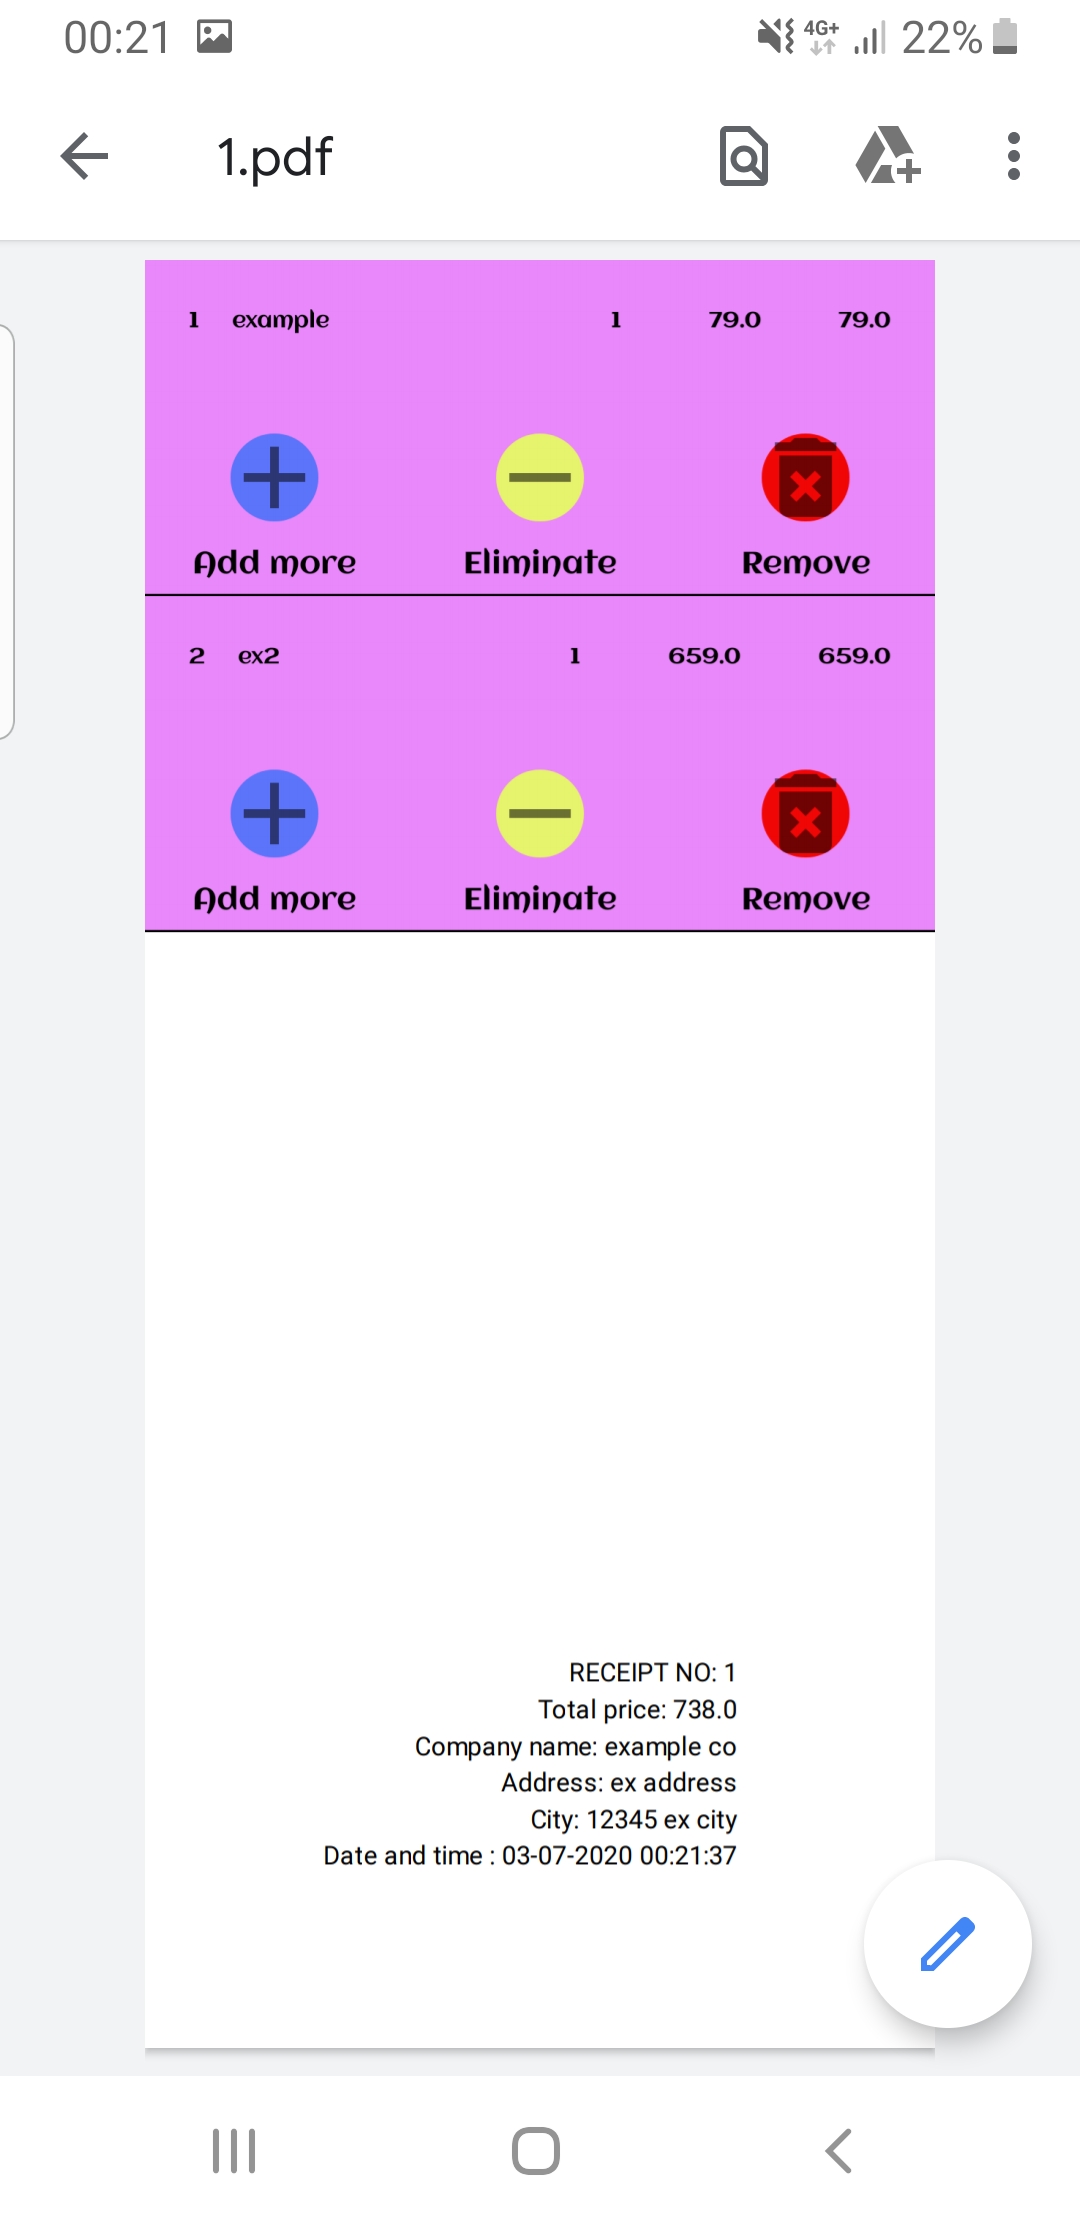 00:21 4G+ 22%
1.pdf
1 example 1 79.0 79.0
Add more Eliminate Remove
2 ex2 1 659.0 659.0
Add more Eliminate Remove
RECEIPT NO: 1
Total price: 738.0
Company name: example co
Address: ex address
City: 12345 ex city
Date and time : 03-07-2020 00:21:37